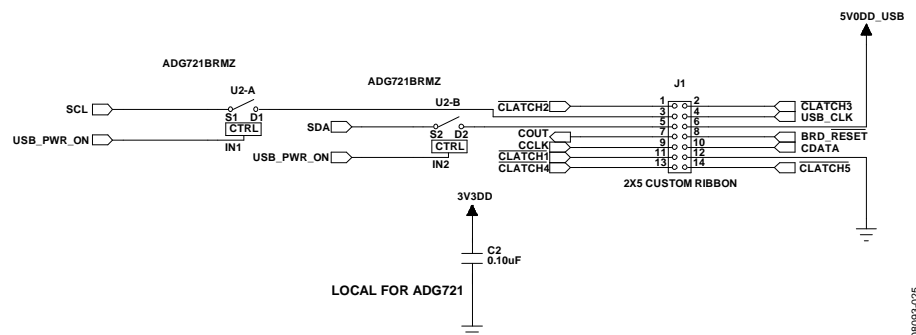 5V0DD_USB
ADG721BRMZ
ADG721BRMZ
U2-A
J1
SCL
S1 D1
CTRL
IN1
USB_PWR_ON
U2-B
SDA
S2 D2
CTRL
IN2
USB_PWR_ON
CLATCH2 1 2 CLATCH3
3 4 USB_CLK
5 6
COUT 7 8 BRD_RESET
CCLK 9 10 CDATA
CLATCH1 11 12
CLATCH4 13 14 CLATCH5
2X5 CUSTOM RIBBON
3V3DD
C2
0.10uF
LOCAL FOR ADG721
08093-025